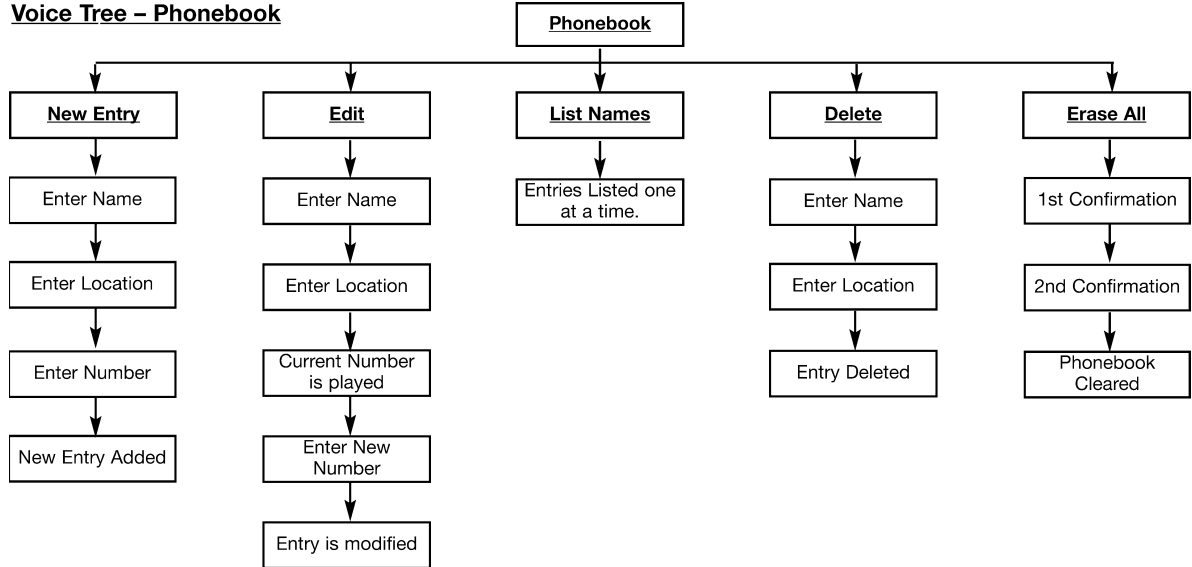 Voice Tree – Phonebook
Phonebook
New Entry
Enter Name
Enter Location
Enter Number
New Entry Added
Edit
Enter Name
Enter Location
Current Number
is played
Enter New
Number
Entry is modified
List Names
Entries Listed one
at a time.
Delete
Enter Name
Enter Location
Entry Deleted
Erase All
1st Confirmation
2nd Confirmation
Phonebook
Cleared